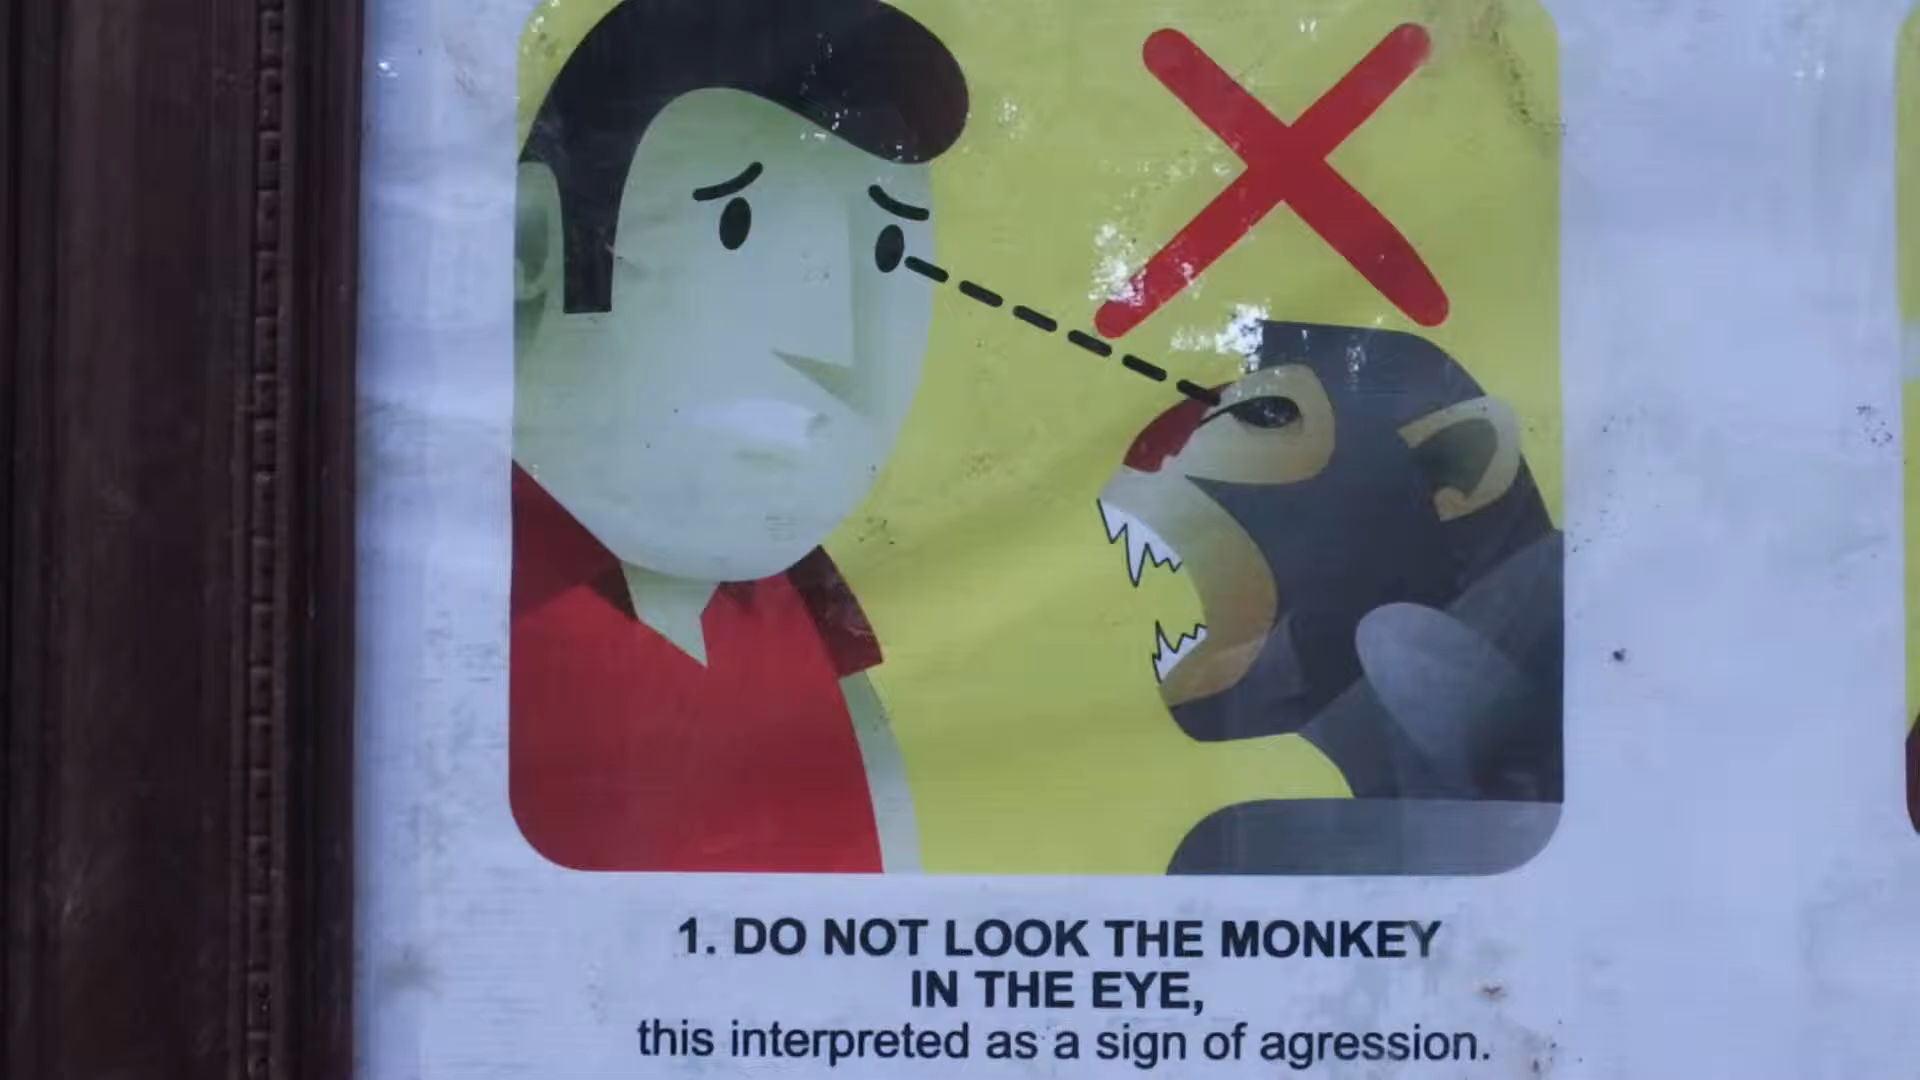 1. DO NOT LOOK THE MONKEY
IN THE EYE,
this interpreted as a sign of agression.